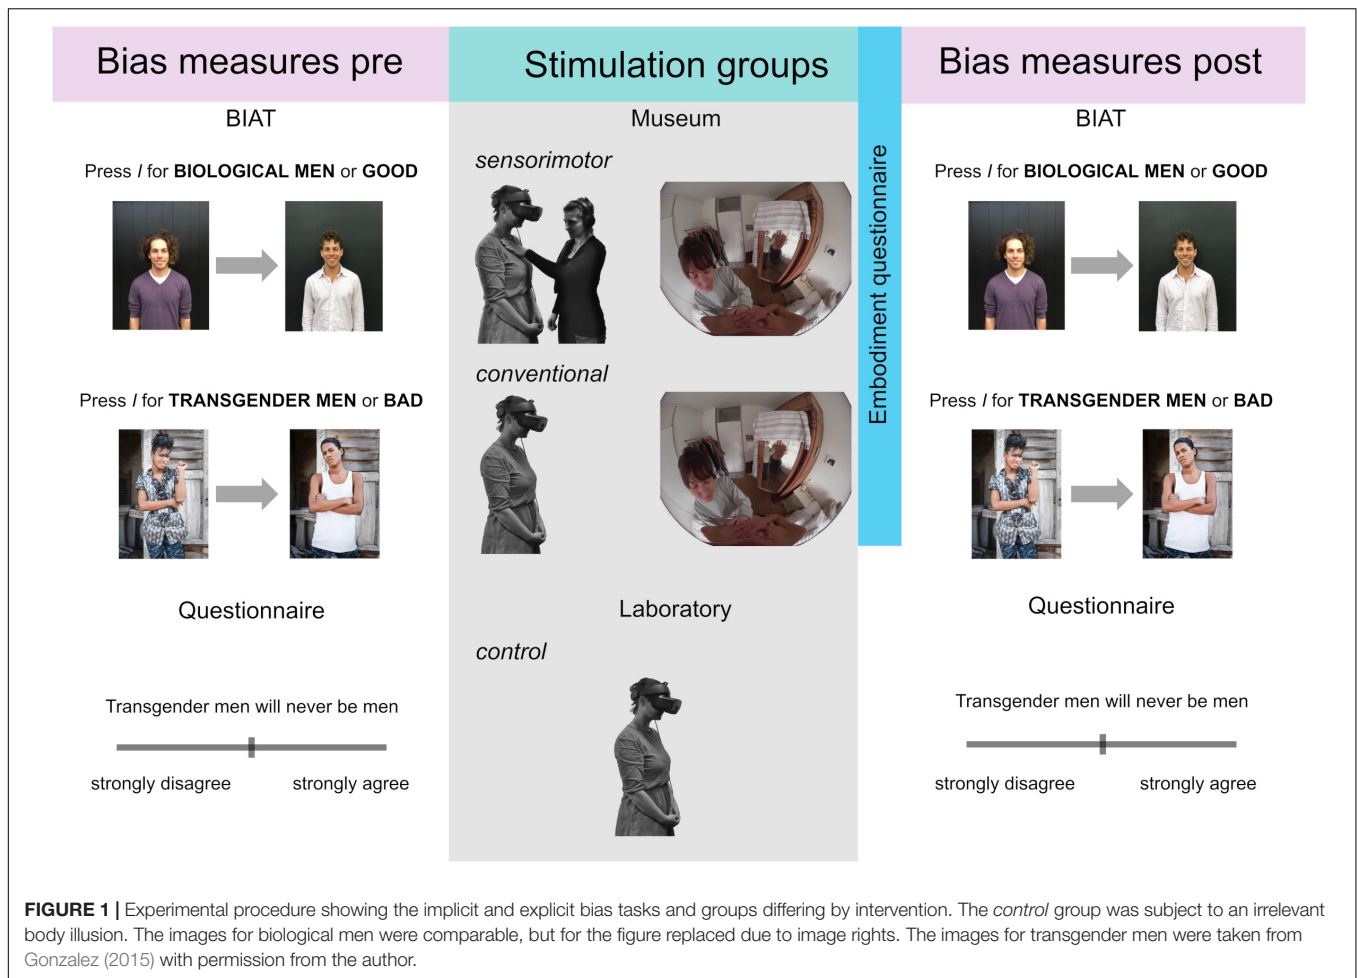 Bias measures pre
Stimulation groups
Bias measures post
BIAT
Press I for BIOLOGICAL MEN or GOOD
Press I for TRANSGENDER MEN or BAD
Questionnaire
Transgender men will never be men
strongly disagree strongly agree
Museum
sensorimotor
conventional
Laboratory
control
Embodiment questionnaire
BIAT
Press I for BIOLOGICAL MEN or GOOD
Press I for TRANSGENDER MEN or BAD
Questionnaire
Transgender men will never be men
strongly disagree strongly agree
FIGURE 1 | Experimental procedure showing the implicit and explicit bias tasks and groups differing by intervention. The control group was subject to an irrelevant
body illusion. The images for biological men were comparable, but for the figure replaced due to image rights. The images for transgender men were taken from
Gonzalez (2015) with permission from the author.